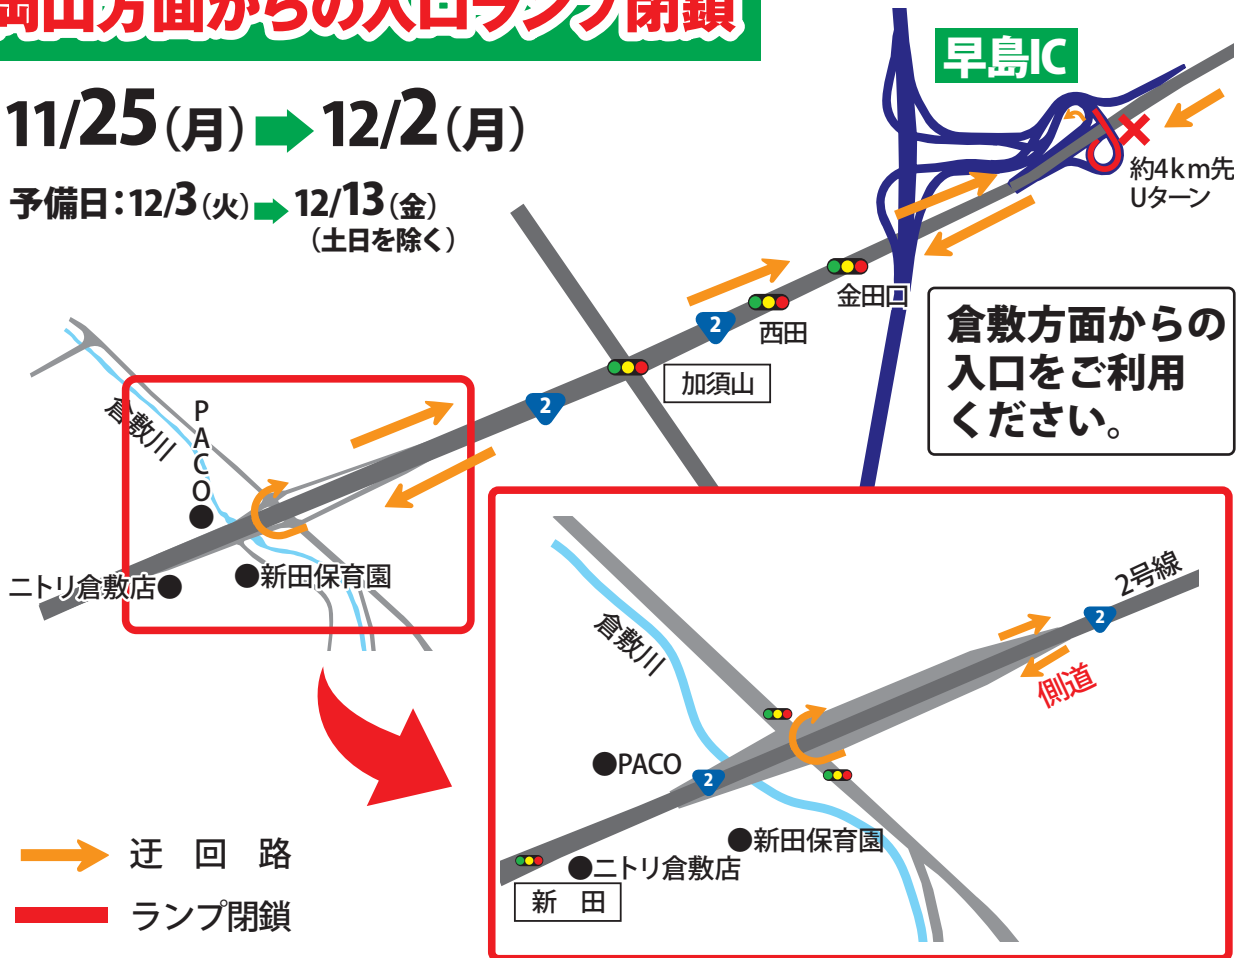 岡山方面からの入口ランプ閉鎖
11/25(月) 12/2(月)
予備日:12/3(火) 12/13(金)
(土日を除く)
早島IC
約4km先
Uターン
金田口
西田
2
加須山
2
倉敷方面からの
入口をご利用
ください。
倉敷川
PACO
ニトリ倉敷店
新田保育園
2号線
2
側道
倉敷川
PACO
2
新田保育園
ニトリ倉敷店
新田
迂回路
ランプ閉鎖